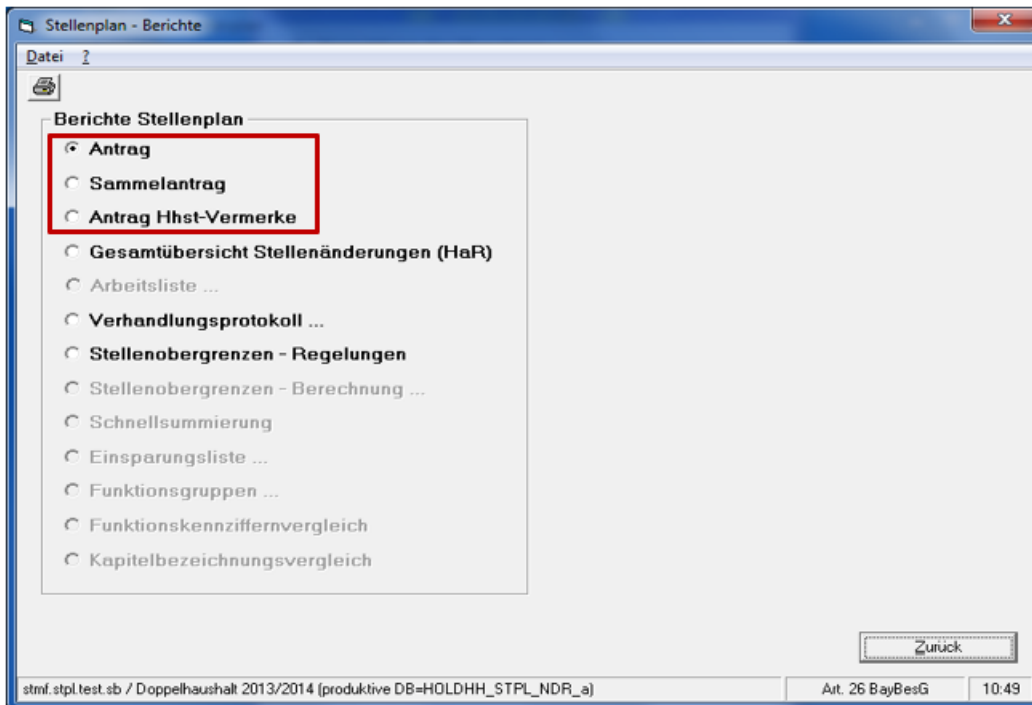 Stellenplan - Berichte
Datei ?
Berichte Stellenplan
Antrag
Sammelantrag
Antrag Hhst-Vermerke
Gesamtübersicht Stellenänderungen (HaR)
Arbeitsliste ...
Verhandlungsprotokoll ...
Stellenobergrenzen - Regelungen
Stellenobergrenzen - Berechnung ...
Schnellsummierung
Einsparungsliste ...
Funktionsgruppen ...
Funktionskennziffernvergleich
Kapitelbezeichnungsvergleich
Zurück
stmf.stpl.test.sb / Doppelhaushalt 2013/2014 (produktive DB=HOLDHH_STPL_NDR_a) Art. 26 BayBesG 10:49